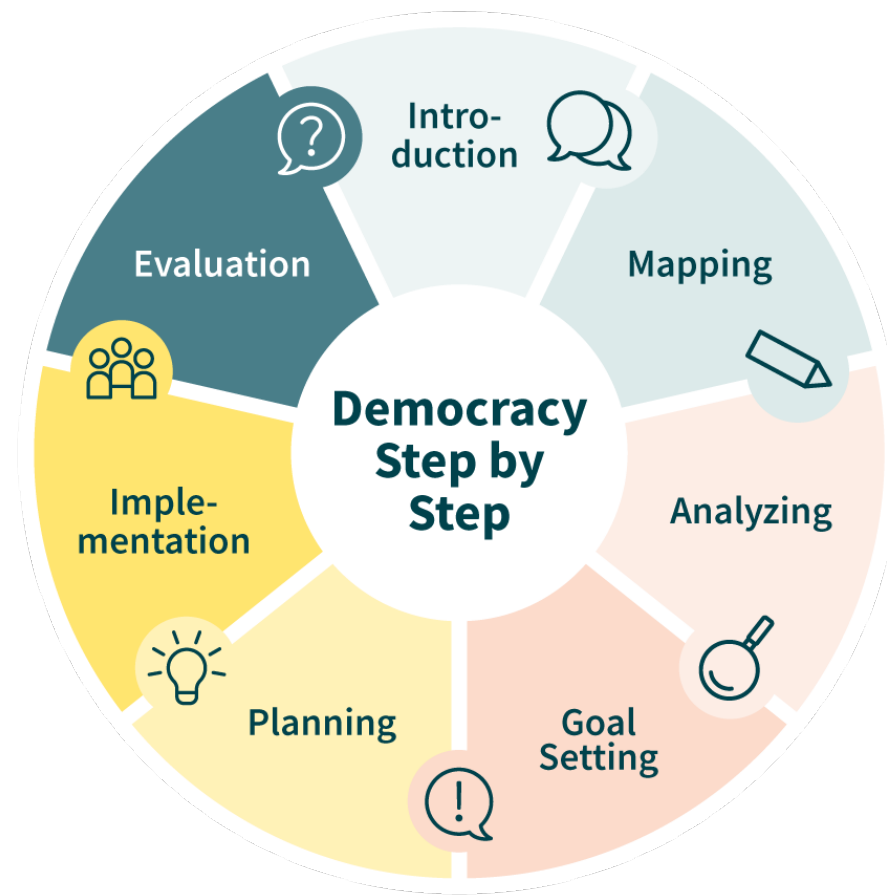 Intro-
duction
Mapping
Analyzing
Goal
Setting
Planning
Imple-
mentation
Evaluation
Democracy
Step by
Step
?
!